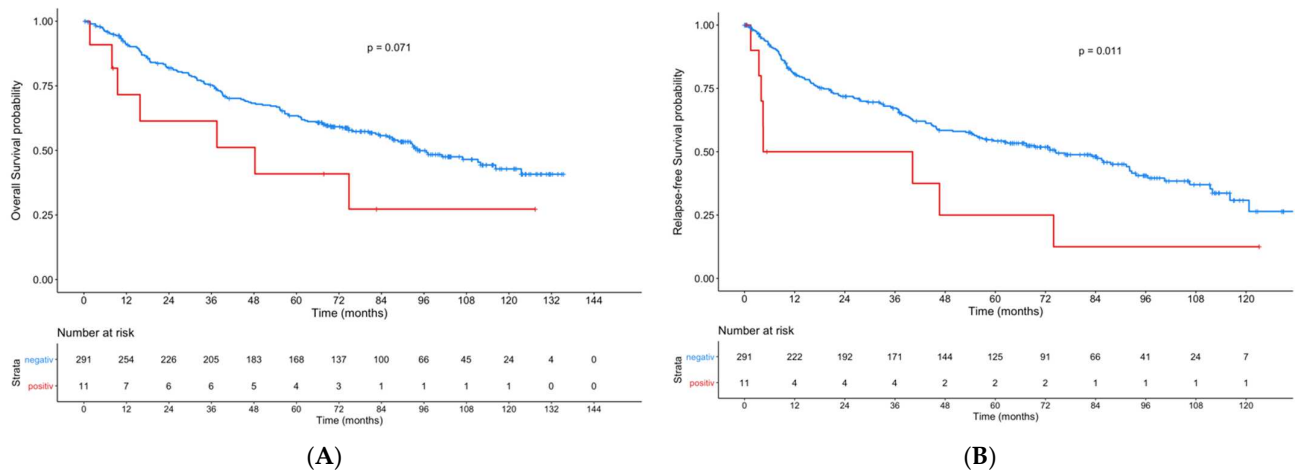 1.00
0.75
0.50
0.25
0.00
Overall Survival probability
p = 0.071
0 12 24 36 48 60 72 84 96 108 120 132 144
Time (months)
Number at risk
Strata
negativ 291 254 226 205 183 168 137 100 66 45 24 4 0
positiv 11 7 6 6 5 4 3 1 1 1 1 0 0
0 12 24 36 48 60 72 84 96 108 120 132 144
Time (months)
(A)
1.00
0.75
0.50
0.25
0.00
Relapse-free Survival probability
p = 0.011
0 12 24 36 48 60 72 84 96 108 120
Time (months)
Number at risk
Strata
negativ 291 222 192 171 144 125 91 66 41 24 7
positiv 11 4 4 4 2 2 2 1 1 1 1
0 12 24 36 48 60 72 84 96 108 120
Time (months)
(B)